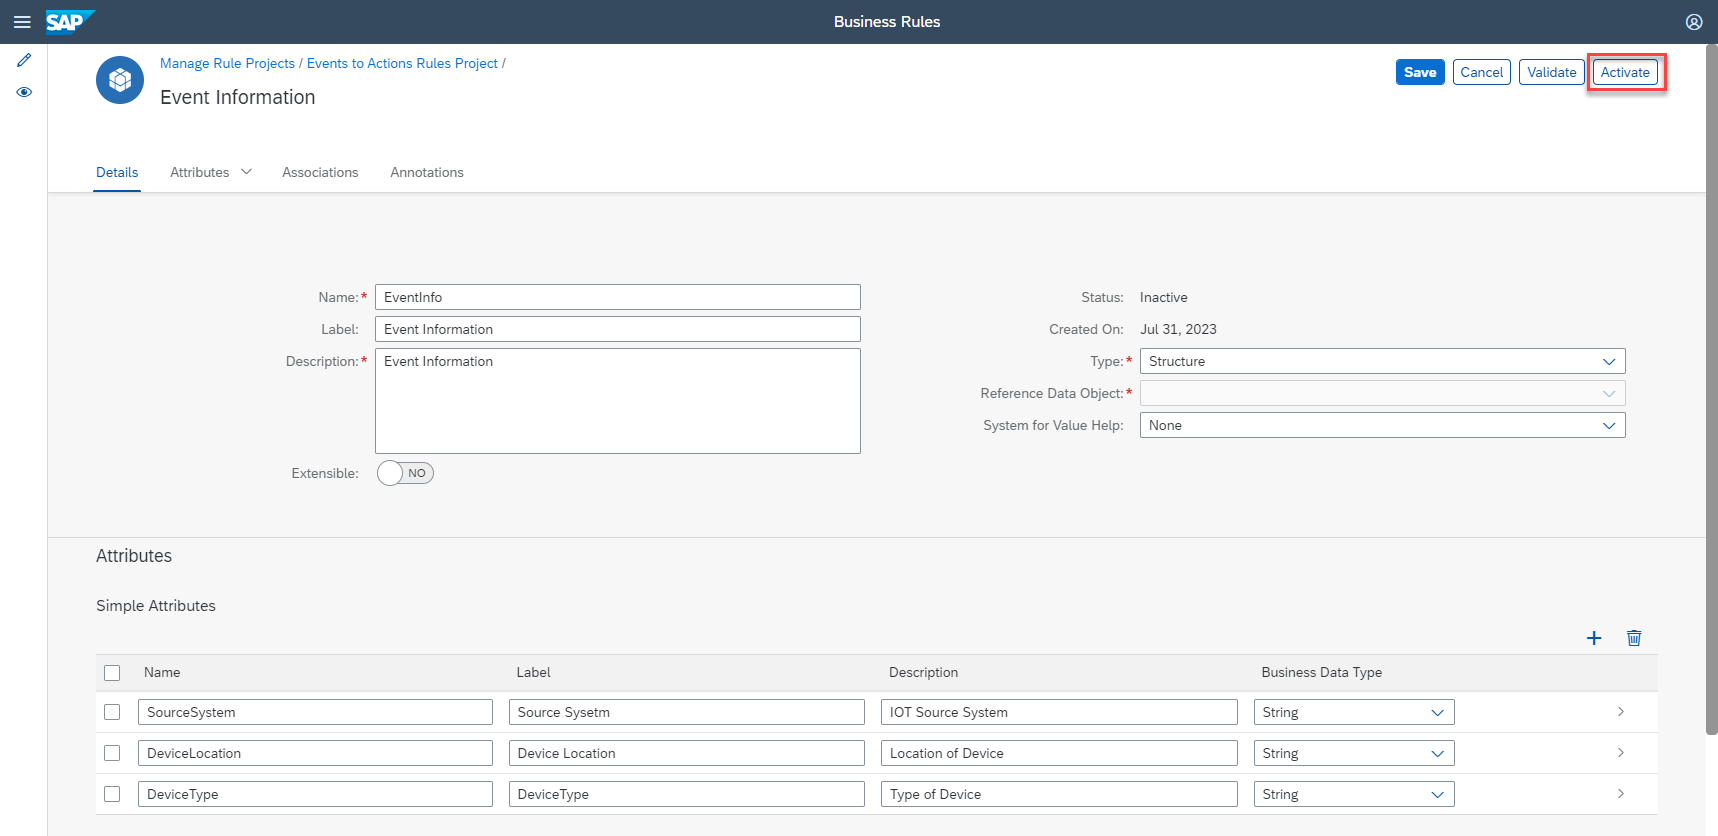 SAP Business Rules
Manage Rule Projects / Events to Actions Rules Project /
Event Information
Save Cancel Validate Activate
Details Attributes Associations Annotations
Name:* EventInfo
Label: Event Information
Description:* Event Information
Extensible: NO
Status: Inactive
Created On: Jul 31, 2023
Type:* Structure
Reference Data Object:*
System for Value Help: None
Attributes
Simple Attributes
Name Label Description Business Data Type
SourceSystem Source Sysetm IOT Source System String
DeviceLocation Device Location Location of Device String
DeviceType DeviceType Type of Device String